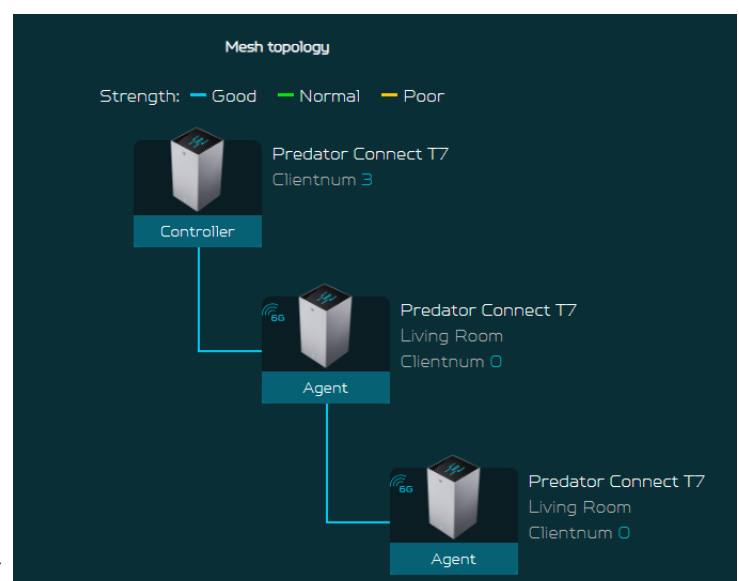 Mesh topology
Strength: Good Normal Poor
Predator Connect T7
Clientnum 3
Controller
6G
Predator Connect T7
Living Room
Clientnum 0
Agent
6G
Predator Connect T7
Living Room
Clientnum 0
Agent